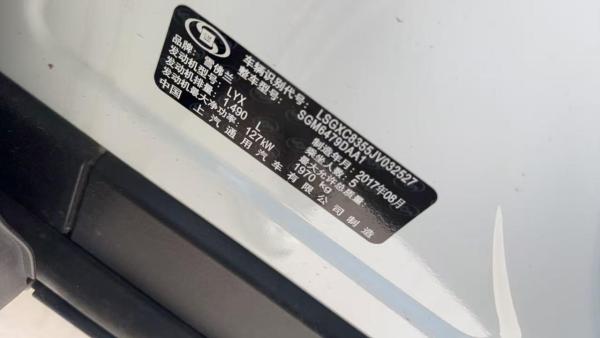 车辆识别代号: LSGXC8355JV032527
品牌: 雪佛兰 整车型号: SGM6479DAA1
发动机型号: LYX 制造年月: 2017年08月
发动机排量: 1.490 L 乘坐人数: 5
发动机最大净功率: 127kW 最大允许总质量: 1970 kg
中国 上汽通用汽车有限公司制造